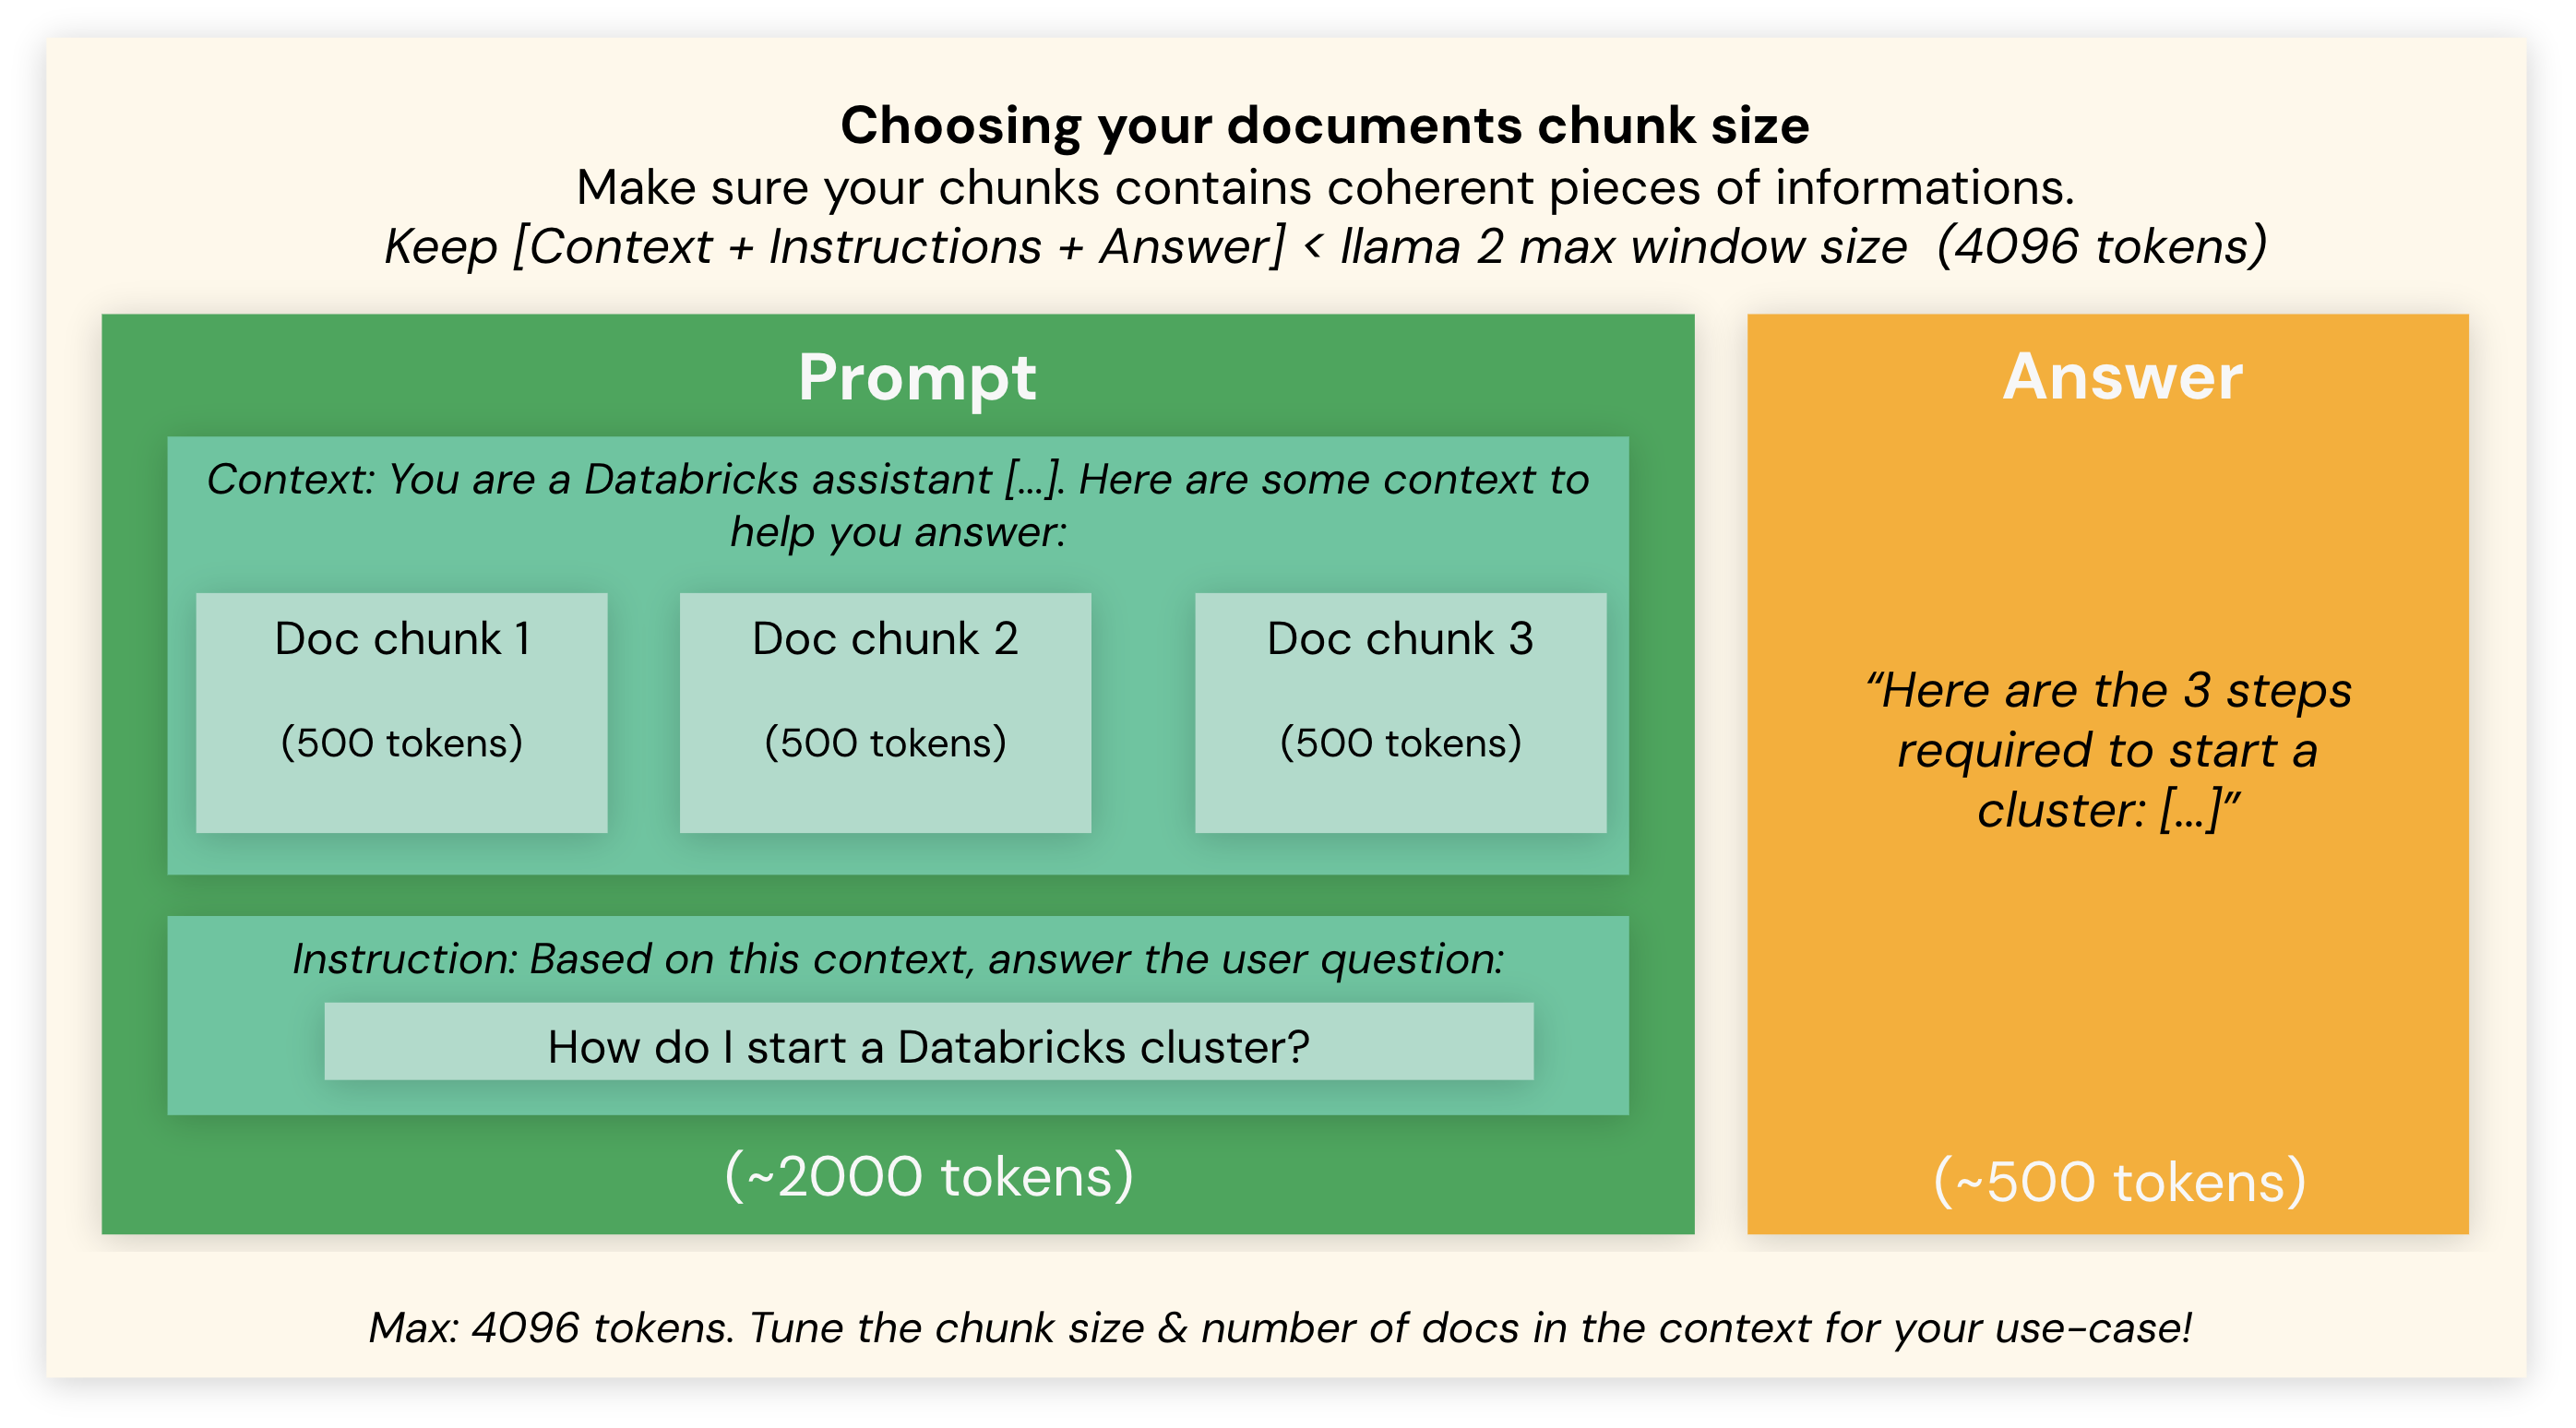 Choosing your documents chunk size
Make sure your chunks contains coherent pieces of informations.
Keep [Context + Instructions + Answer] < llama 2 max window size (4096 tokens)
Prompt
Context: You are a Databricks assistant [...]. Here are some context to
help you answer:
Doc chunk 1
(500 tokens)
Doc chunk 2
(500 tokens)
Doc chunk 3
(500 tokens)
Instruction: Based on this context, answer the user question:
How do I start a Databricks cluster?
(~2000 tokens)
Answer
“Here are the 3 steps
required to start a
cluster: [...]”
(~500 tokens)
Max: 4096 tokens. Tune the chunk size & number of docs in the context for your use-case!